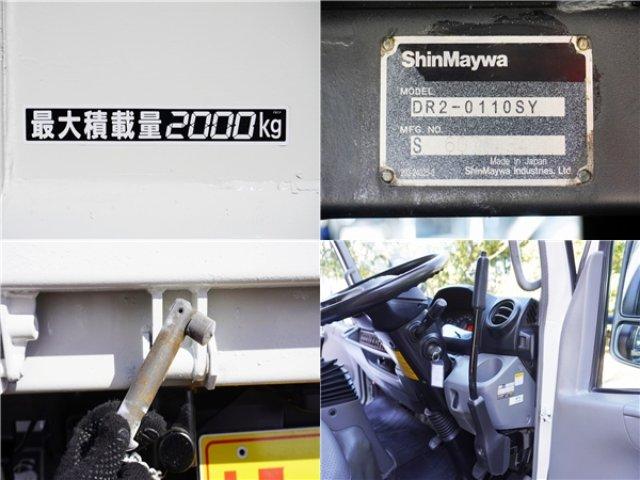 最大積載量2000kg
ShinMaywa
MODEL
DR2-0110SY
MFG. NO.
S
Made in Japan
ShinMaywa Industries, Ltd